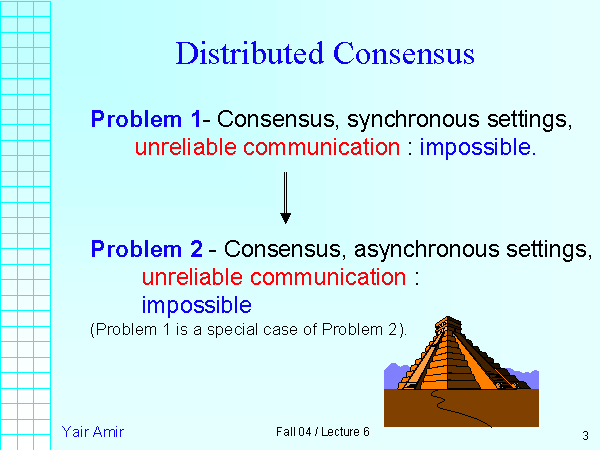 Distributed Consensus
Problem 1- Consensus, synchronous settings,
unreliable communication : impossible.
Problem 2 - Consensus, asynchronous settings,
unreliable communication :
impossible
(Problem 1 is a special case of Problem 2).
Yair Amir
Fall 04 / Lecture 6
3